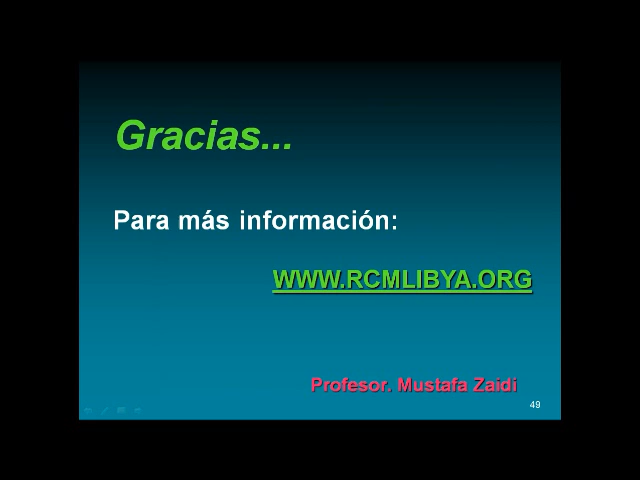 Gracias...
Para más información:
WWW.RCMLIBYA.ORG
Profesor. Mustafa Zaidi
49